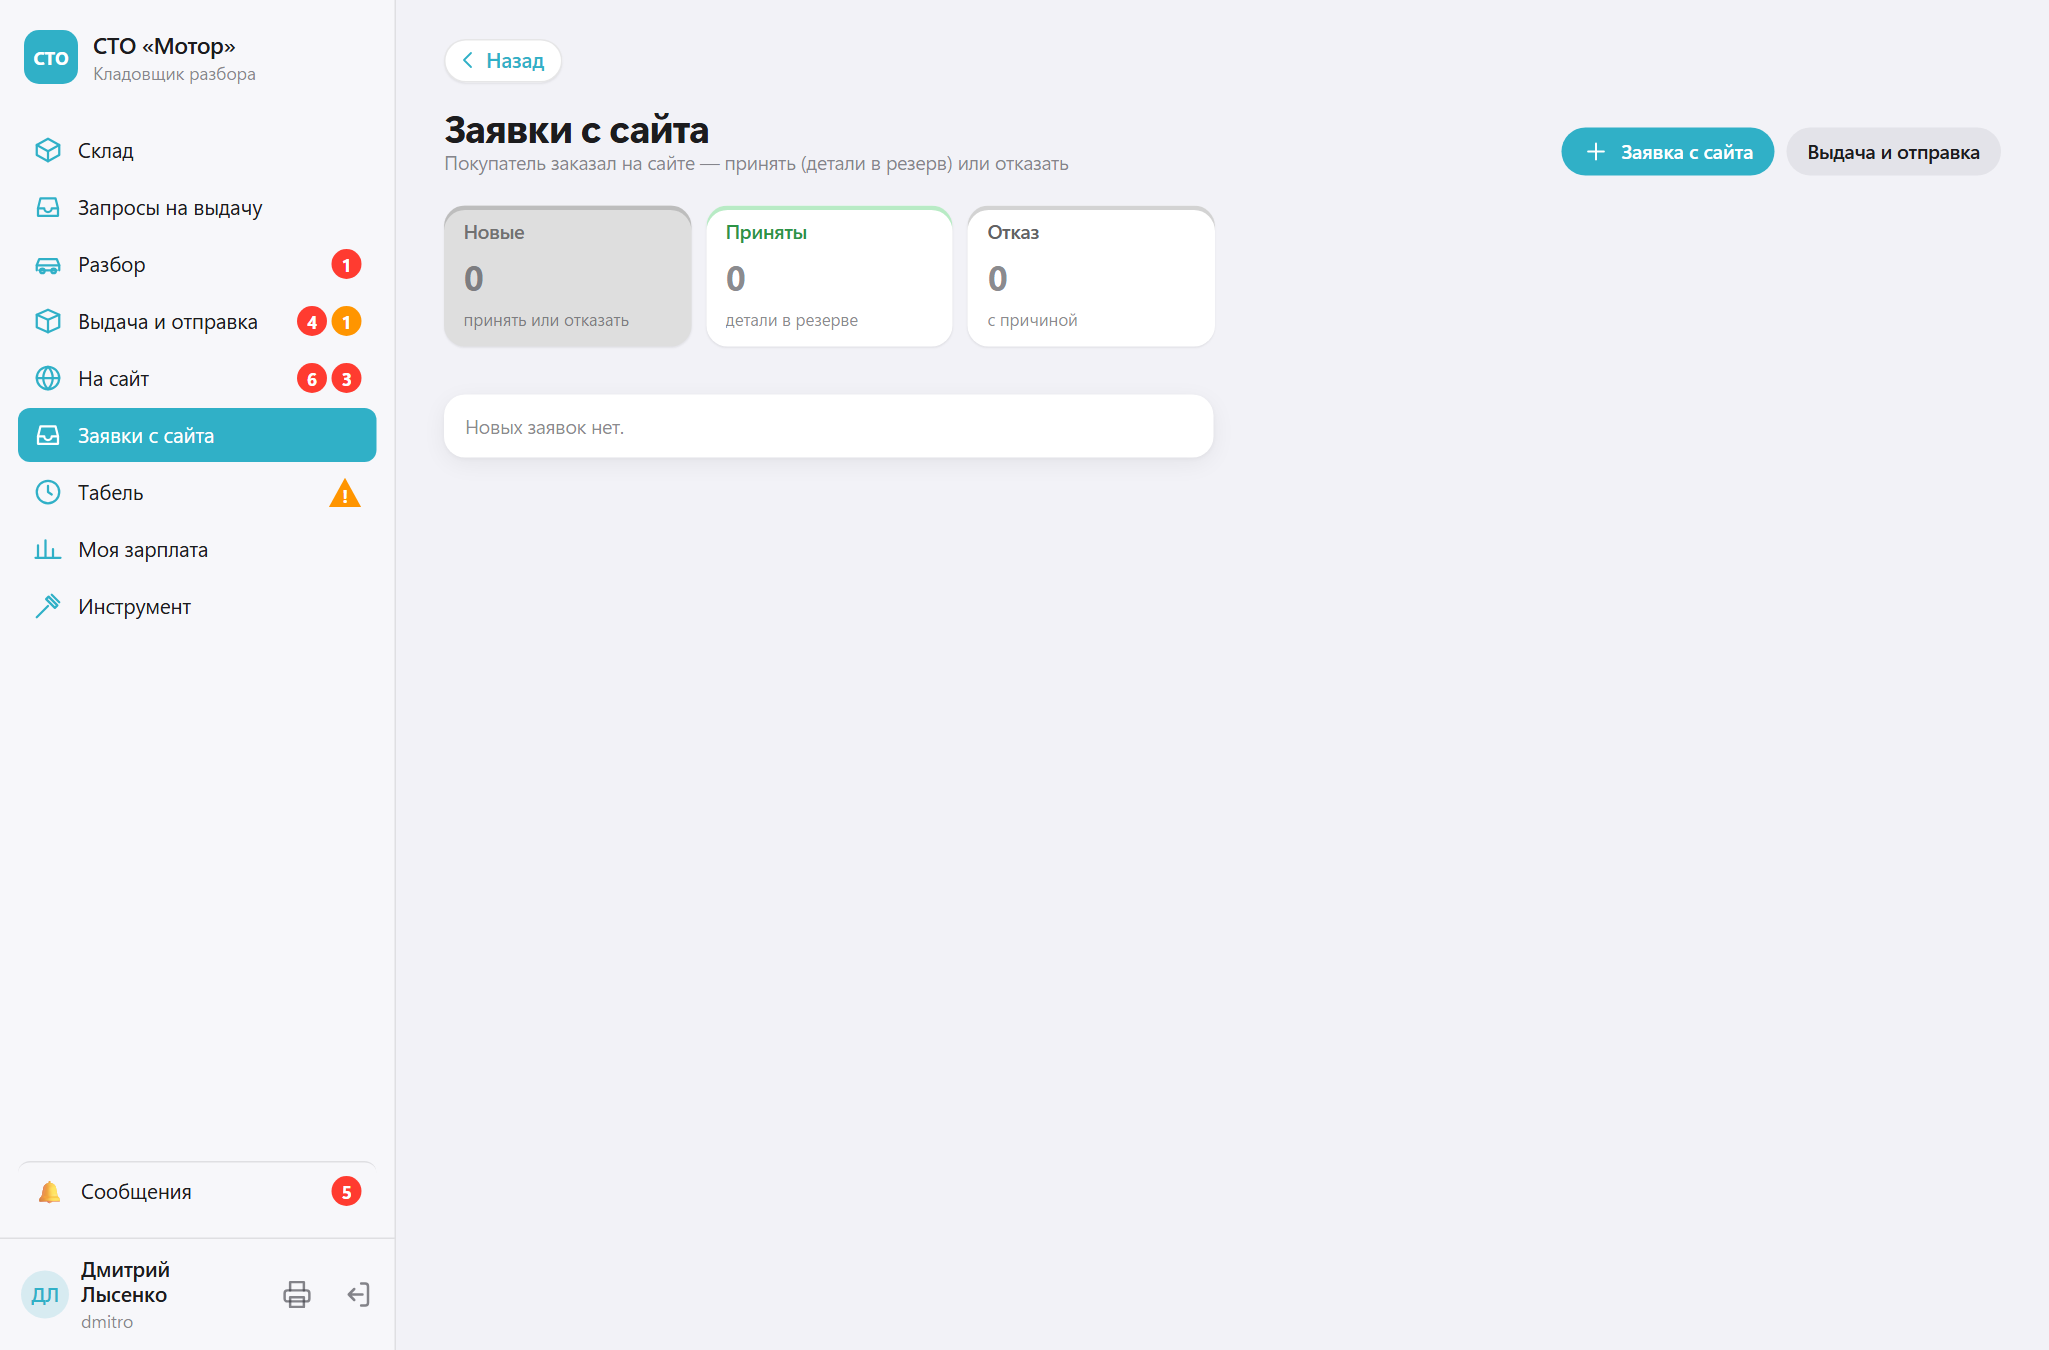 СТО
СТО «Мотор»
Кладовщик разбора
Склад
Запросы на выдачу
Разбор 1
Выдача и отправка 4 1
На сайт 6 3
Заявки с сайта
Табель
Моя зарплата
Инструмент
Сообщения 5
ДЛ
Дмитрий
Лысенко
dmitro
Назад
Заявки с сайта
Покупатель заказал на сайте — принять (детали в резерв) или отказать
Заявка с сайта
Выдача и отправка
Новые
0
принять или отказать
Приняты
0
детали в резерве
Отказ
0
с причиной
Новых заявок нет.